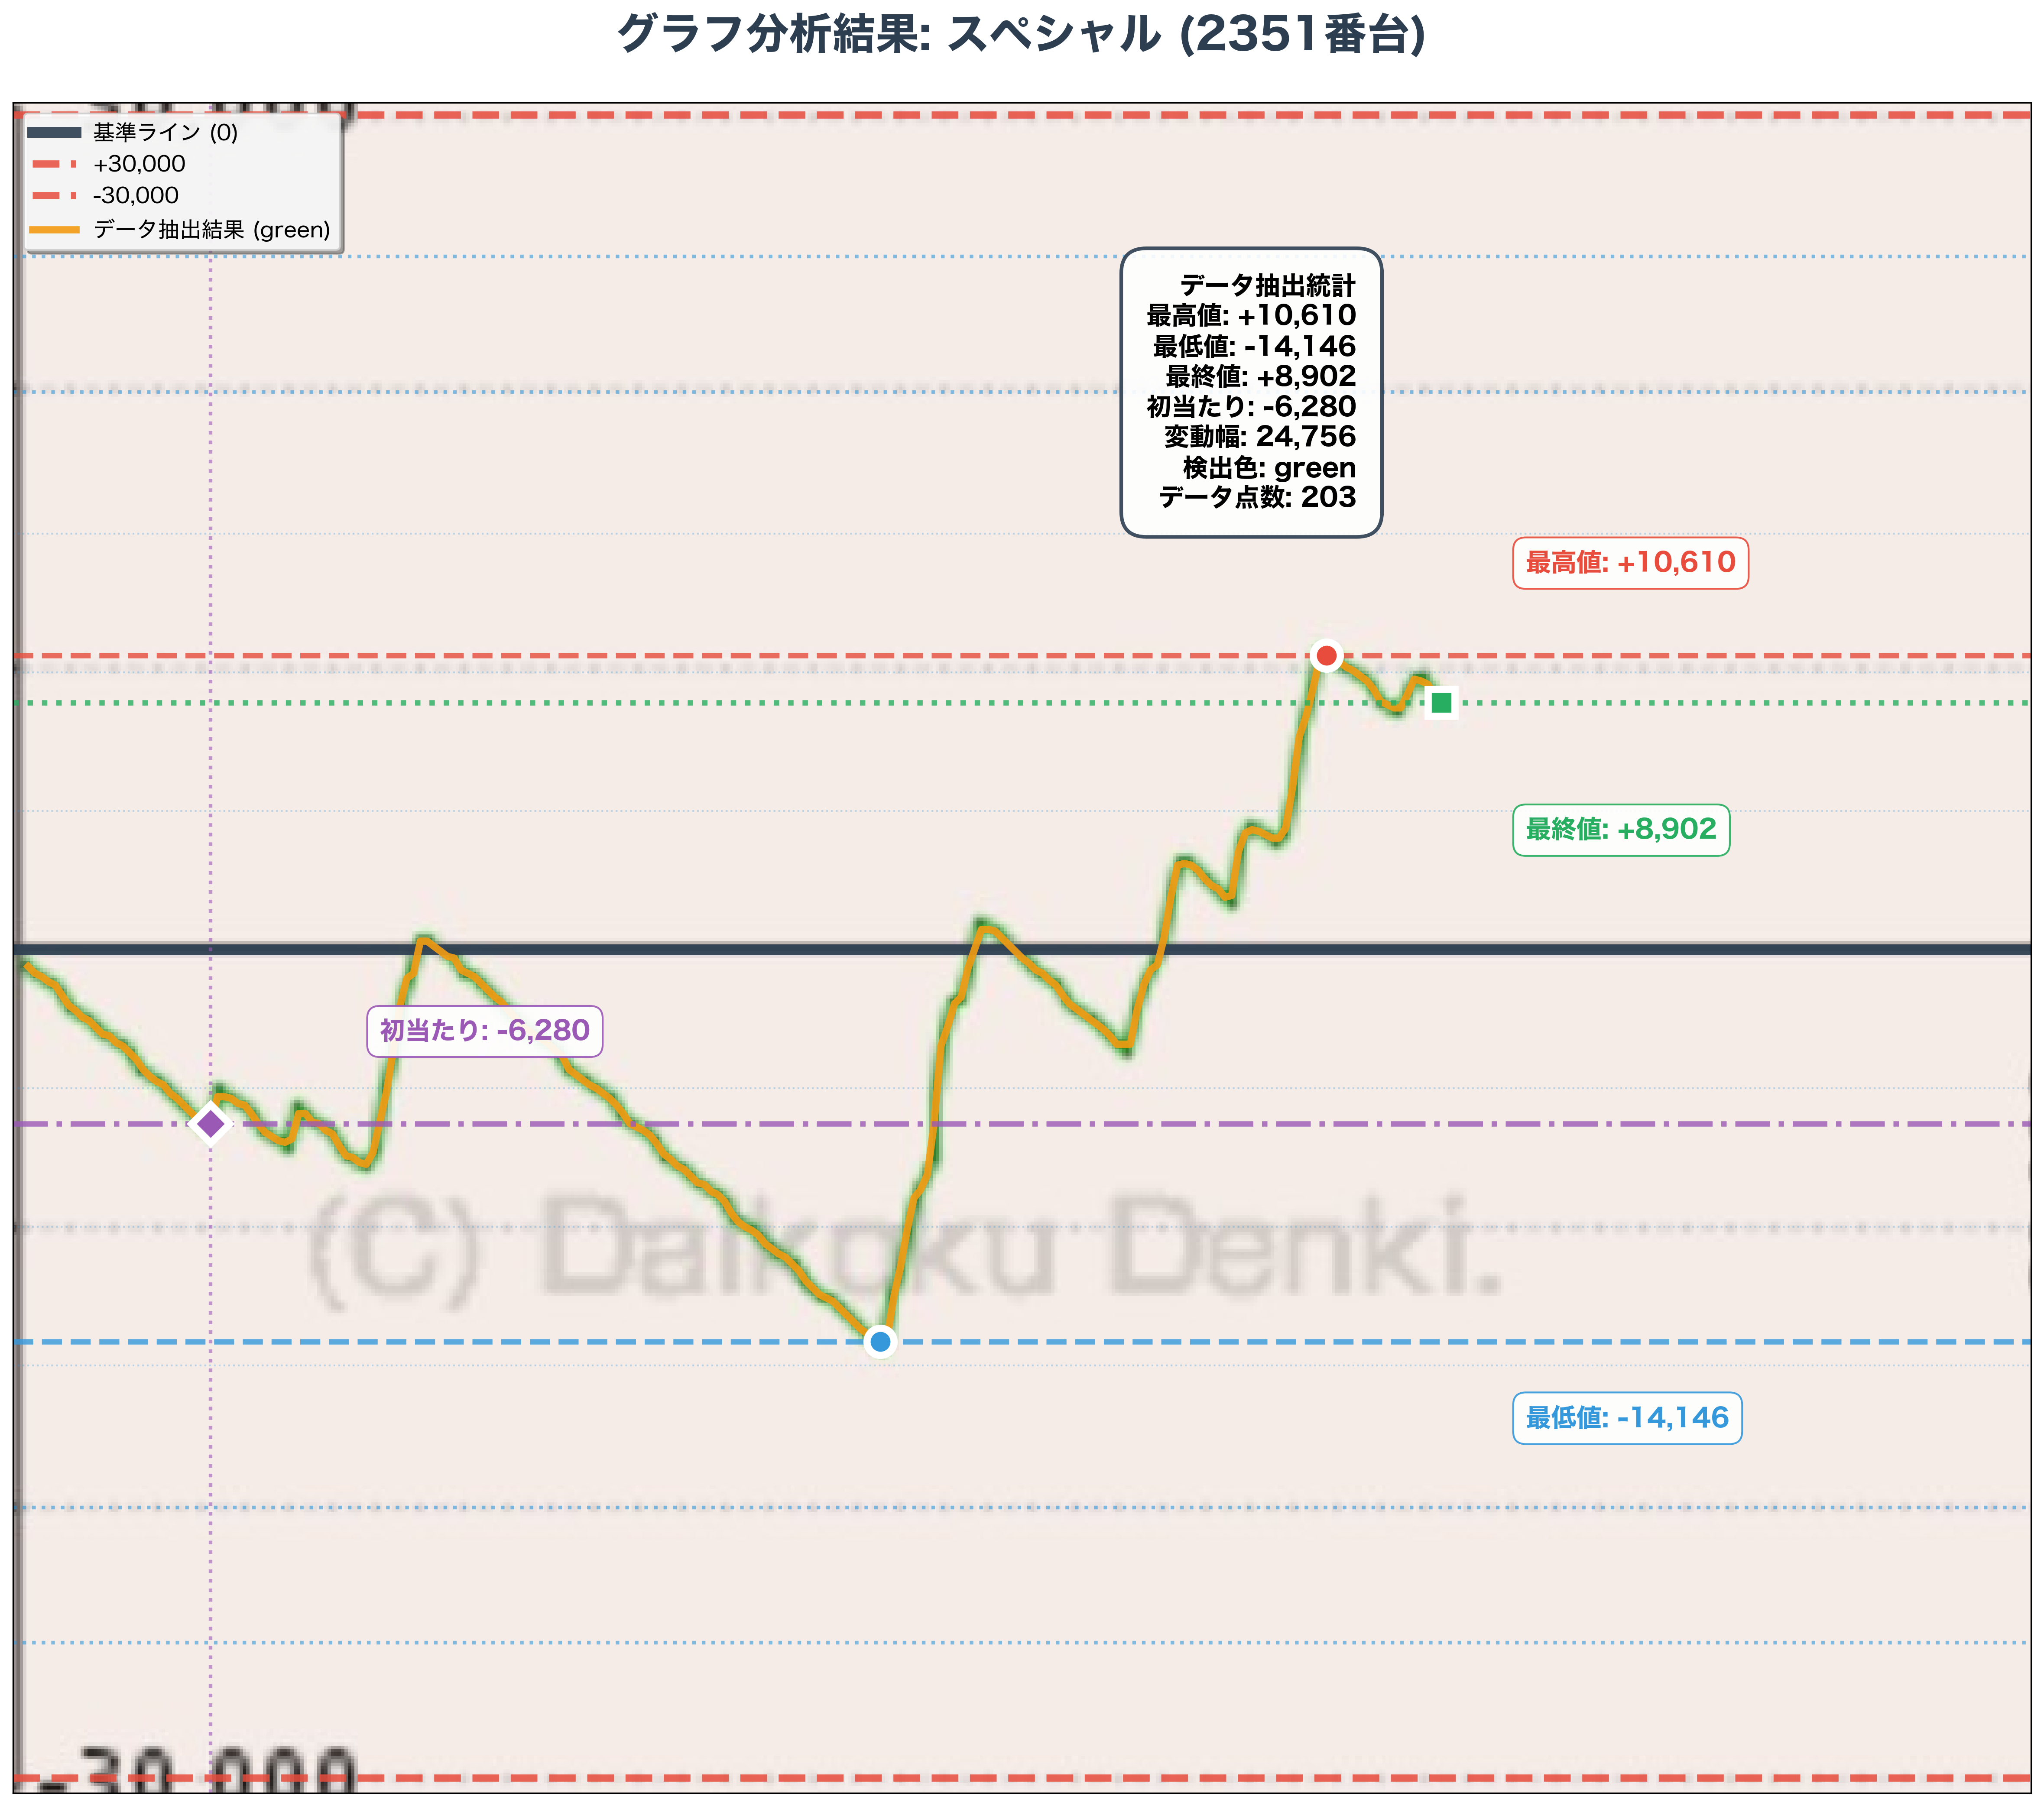 グラフ分析結果: スペシャル (2351番台)
基準ライン (0)
+30,000
-30,000
データ抽出結果 (green)
データ抽出統計
最高値: +10,610
最低値: -14,146
最終値: +8,902
初当たり: -6,280
変動幅: 24,756
検出色: green
データ点数: 203
最高値: +10,610
最終値: +8,902
初当たり: -6,280
(C) Daikoku Denki.
最低値: -14,146
-30,000